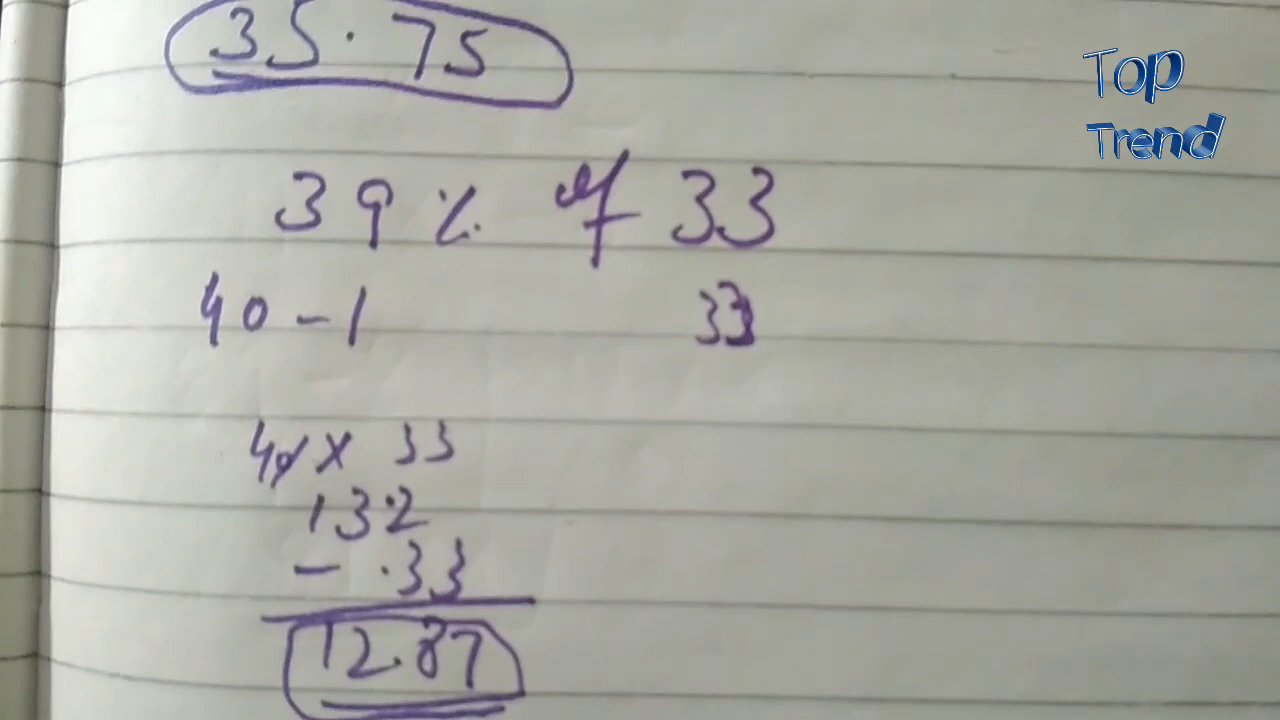 35.75
Top
Trend
39% of 33
40-1 33
40 x 33
13.2
- .33
12.87